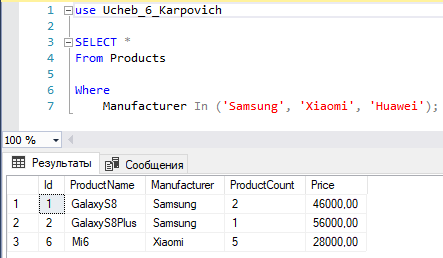 1 use Ucheb_6_Karpovich
2
3 SELECT *
4 From Products
5
6 Where
7 Manufacturer In ('Samsung', 'Xiaomi', 'Huawei');
100 %
Результаты Сообщения
Id ProductName Manufacturer ProductCount Price
1 1 GalaxyS8 Samsung 2 46000,00
2 2 GalaxyS8Plus Samsung 1 56000,00
3 6 Mi6 Xiaomi 5 28000,00